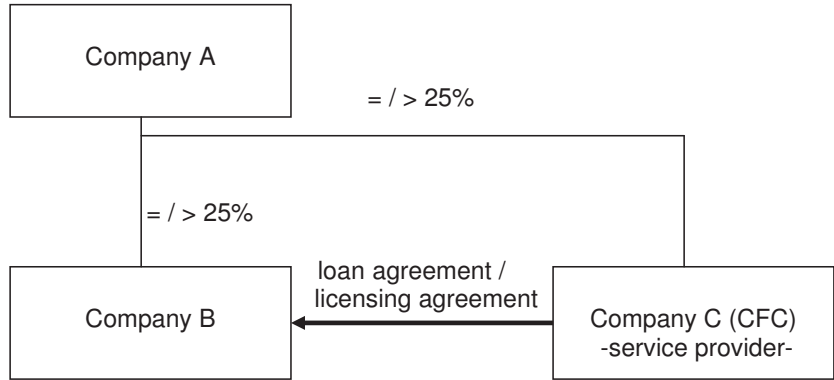 Company A
= / > 25%
= / > 25%
loan agreement /
licensing agreement
Company B
Company C (CFC)
-service provider-